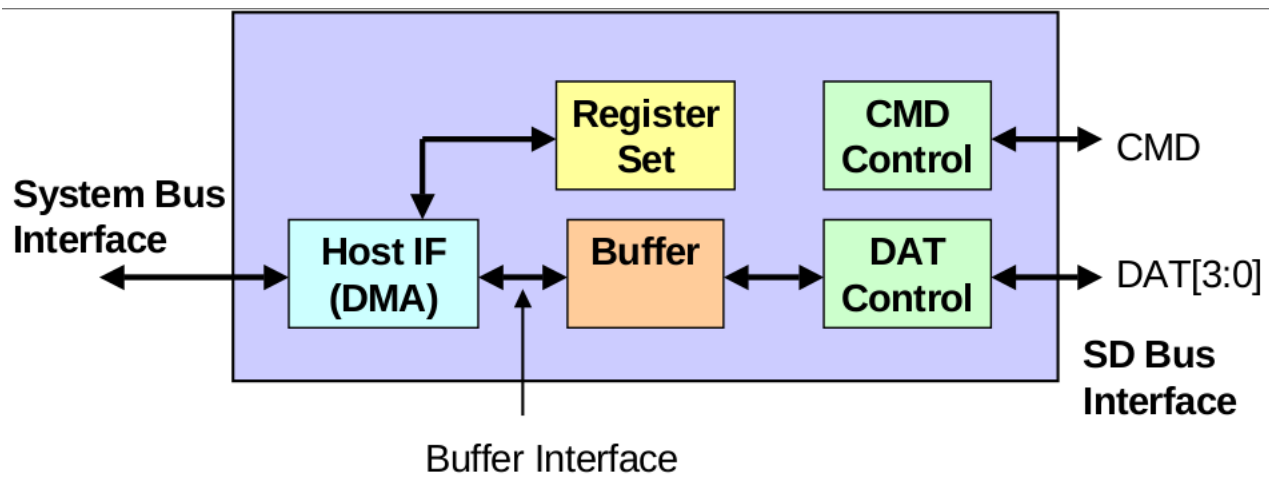 System Bus
Interface
Register
Set
CMD
Control
CMD
Host IF
(DMA)
Buffer
DAT
Control
DAT[3:0]
SD Bus
Interface
Buffer Interface